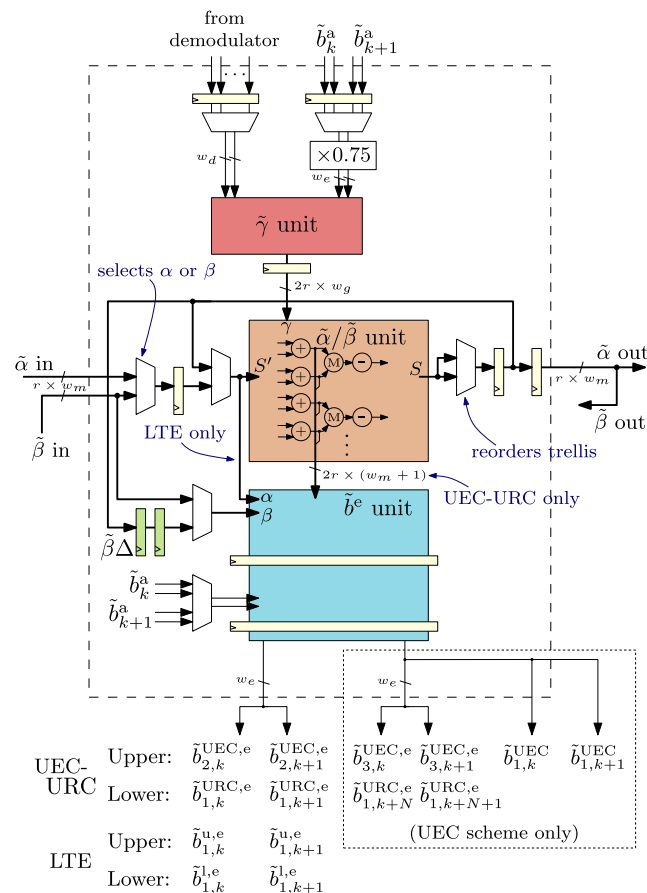 from
demodulator
b̃ᵃₖ b̃ᵃₖ₊₁
...
w_d
×0.75
w_e
γ̃ unit
2r × w_g
selects α or β
γ
α̃/β̃ unit
α̃ in
r × w_m
S′
+
M
−
S
α̃ out
r × w_m
+
β̃ in
β̃ out
+
M
−
LTE only
+
reorders trellis
2r × (w_m + 1)
UEC-URC only
α
β
b̃ᵉ unit
β̃Δ
b̃ᵃₖ
b̃ᵃₖ₊₁
w_e w_e
UEC-URC
Upper: b̃_{2,k}^{UEC,e} b̃_{2,k+1}^{UEC,e} b̃_{3,k}^{UEC,e} b̃_{3,k+1}^{UEC,e} b̃_{1,k}^{UEC} b̃_{1,k+1}^{UEC}
Lower: b̃_{1,k}^{URC,e} b̃_{1,k+1}^{URC,e} b̃_{1,k+N}^{URC,e} b̃_{1,k+N+1}^{URC,e}
(UEC scheme only)
LTE
Upper: b̃_{1,k}^{u,e} b̃_{1,k+1}^{u,e}
Lower: b̃_{1,k}^{l,e} b̃_{1,k+1}^{l,e}